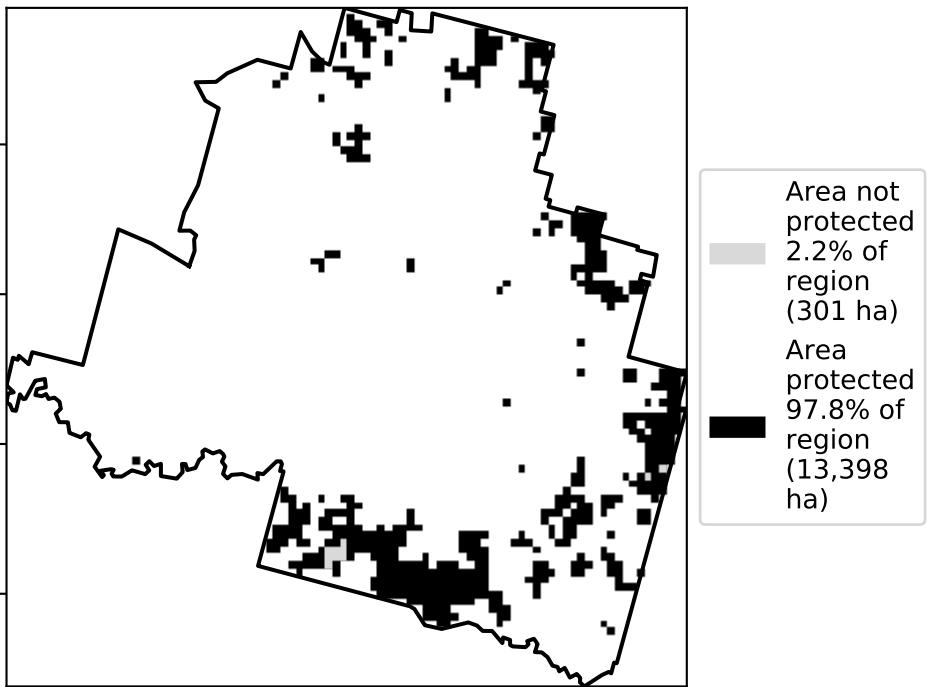 Area not
protected
2.2% of
region
(301 ha)
Area
protected
97.8% of
region
(13,398
ha)